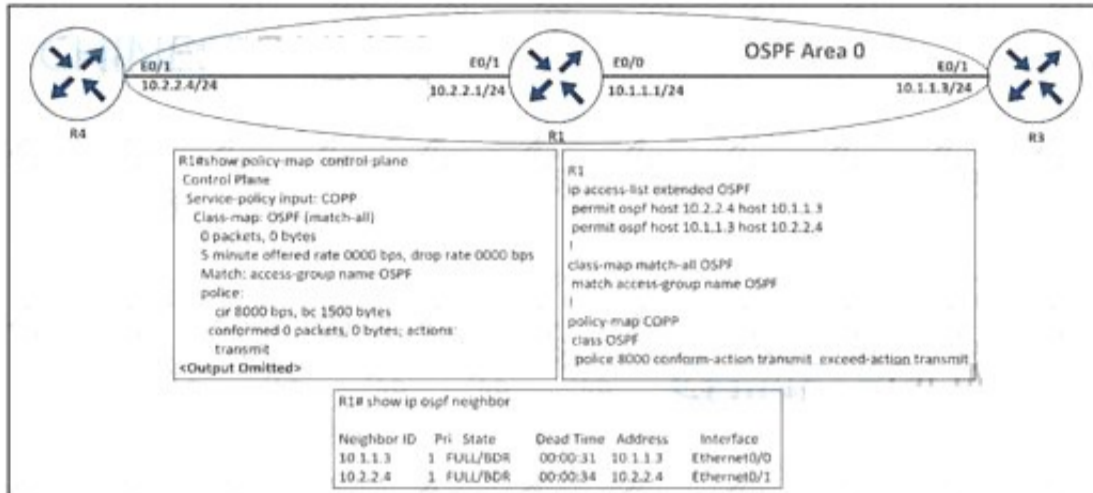 OSPF Area 0
E0/1
E0/1
E0/0
E0/1
10.2.2.4/24
10.2.2.1/24
10.1.1.1/24
10.1.1.3/24
R4
R1
R3
R1#show policy-map control-plane
Control Plane
Service-policy input: COPP
Class-map: OSPF (match-all)
0 packets, 0 bytes
5 minute offered rate 0000 bps, drop rate 0000 bps
Match: access-group name OSPF
police:
cir 8000 bps, bc 1500 bytes
conformed 0 packets, 0 bytes; actions:
transmit
<Output Omitted>
R1
ip access-list extended OSPF
permit ospf host 10.2.2.4 host 10.1.1.3
permit ospf host 10.1.1.3 host 10.2.2.4
!
class-map match-all OSPF
match access-group name OSPF
!
policy-map COPP
class OSPF
police 8000 conform-action transmit exceed-action transmit
R1# show ip ospf neighbor
Neighbor ID Pri State Dead Time Address Interface
10.1.1.3 1 FULL/BDR 00:00:31 10.1.1.3 Ethernet0/0
10.2.2.4 1 FULL/BDR 00:00:34 10.2.2.4 Ethernet0/1